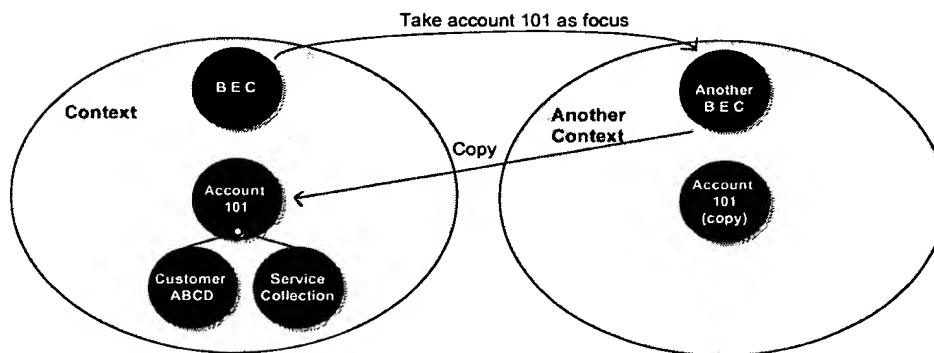 Take account 101 as focus
B E C
Another
B E C
Context
Another
Context
Copy
Account
101
Account
101
(copy)
Customer
ABCD
Service
Collection